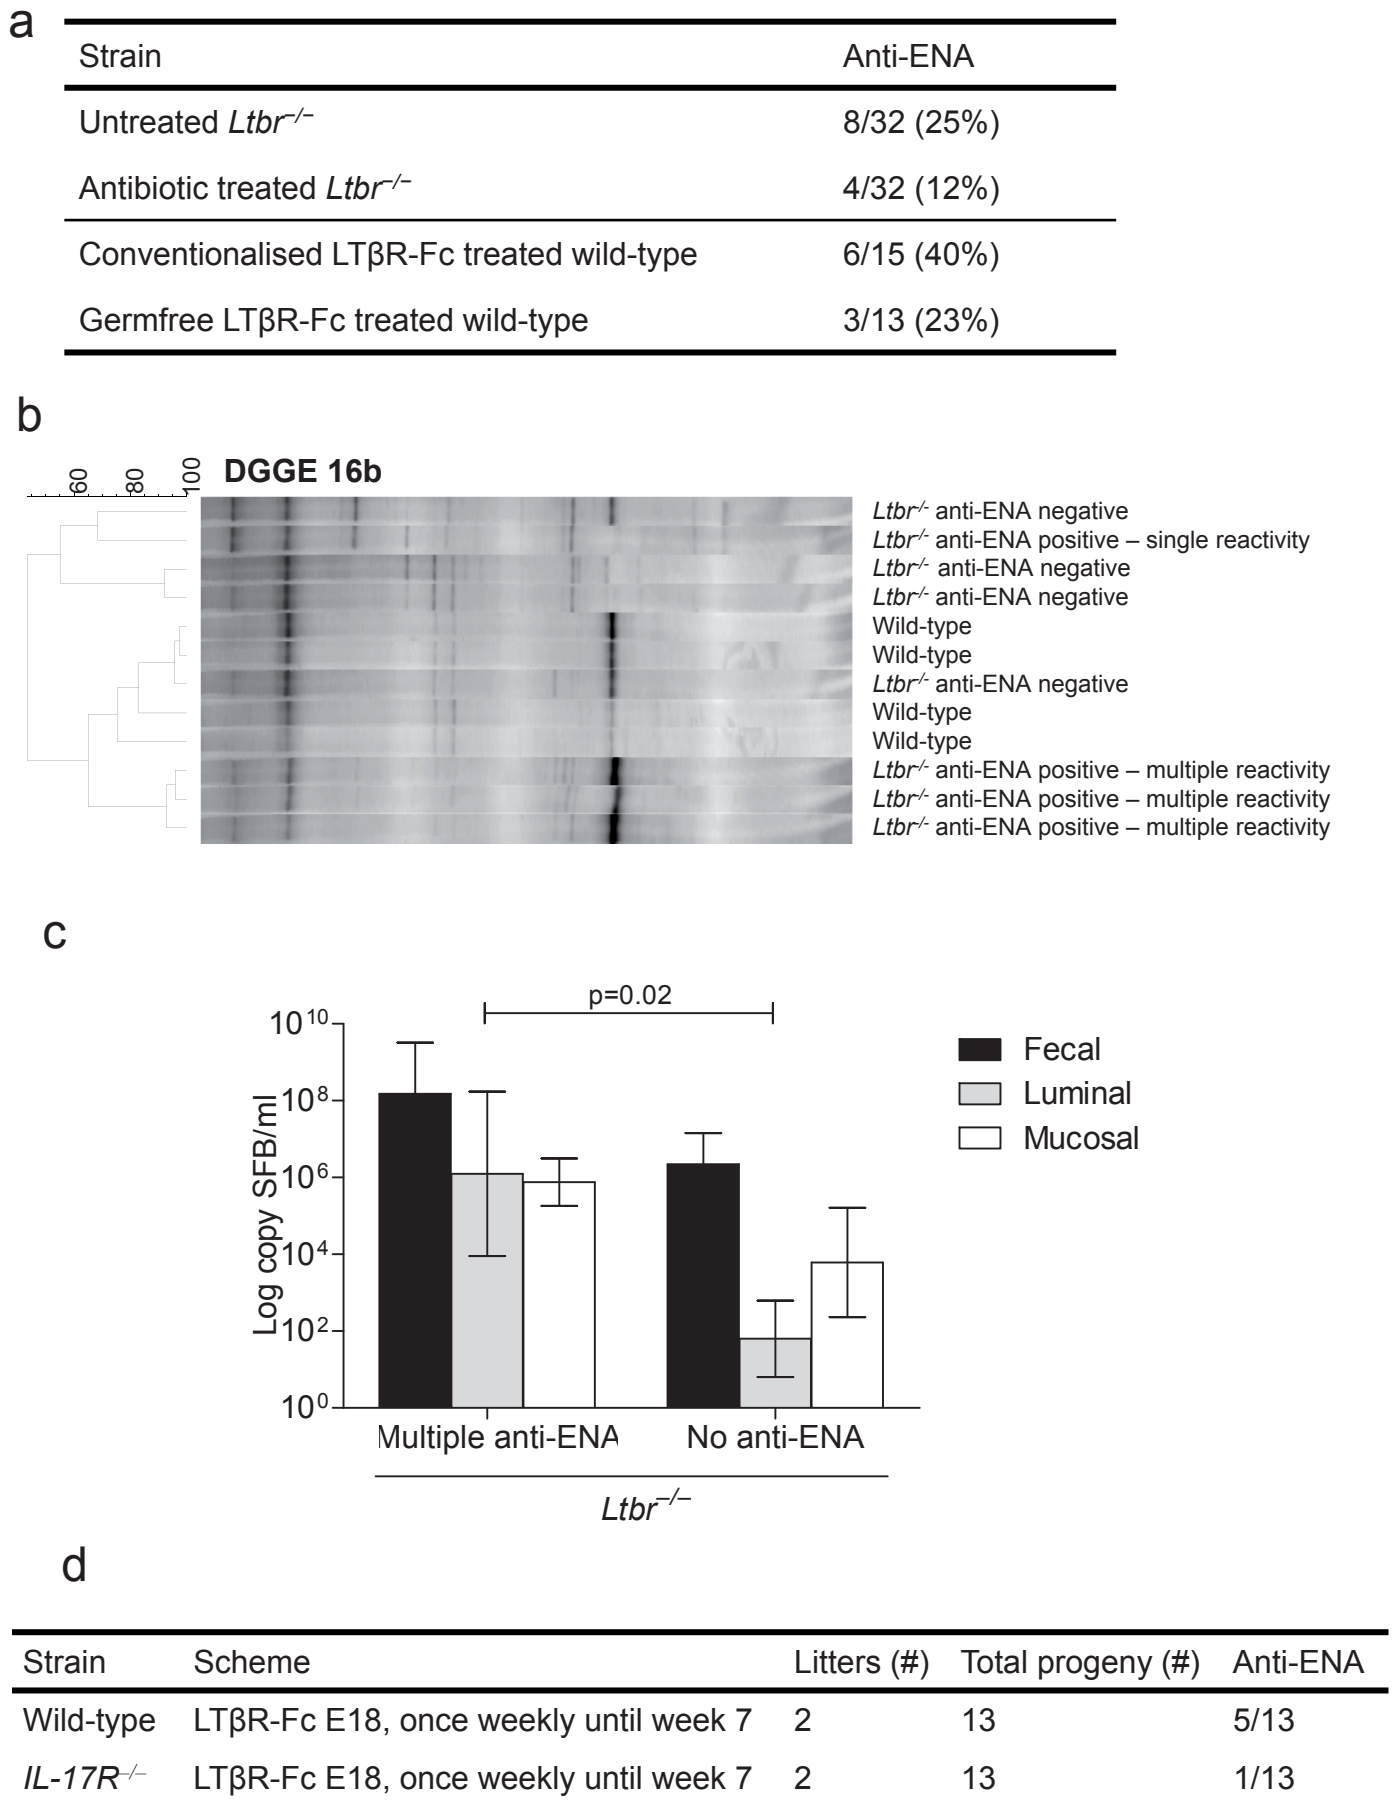 a
Strain Anti-ENA
Untreated Ltbr–/– 8/32 (25%)
Antibiotic treated Ltbr–/– 4/32 (12%)
Conventionalised LTβR-Fc treated wild-type 6/15 (40%)
Germfree LTβR-Fc treated wild-type 3/13 (23%)
b
60 80 100 DGGE 16b
Ltbr-/- anti-ENA negative
Ltbr-/- anti-ENA positive – single reactivity
Ltbr-/- anti-ENA negative
Ltbr-/- anti-ENA negative
Wild-type
Wild-type
Ltbr-/- anti-ENA negative
Wild-type
Wild-type
Ltbr-/- anti-ENA positive – multiple reactivity
Ltbr-/- anti-ENA positive – multiple reactivity
Ltbr-/- anti-ENA positive – multiple reactivity
c
p=0.02
Log copy SFB/ml
10^10
10^8
10^6
10^4
10^2
10^0
Fecal
Luminal
Mucosal
Multiple anti-ENA No anti-ENA
Ltbr–/–
d
Strain Scheme Litters (#) Total progeny (#) Anti-ENA
Wild-type LTβR-Fc E18, once weekly until week 7 2 13 5/13
IL-17R–/– LTβR-Fc E18, once weekly until week 7 2 13 1/13